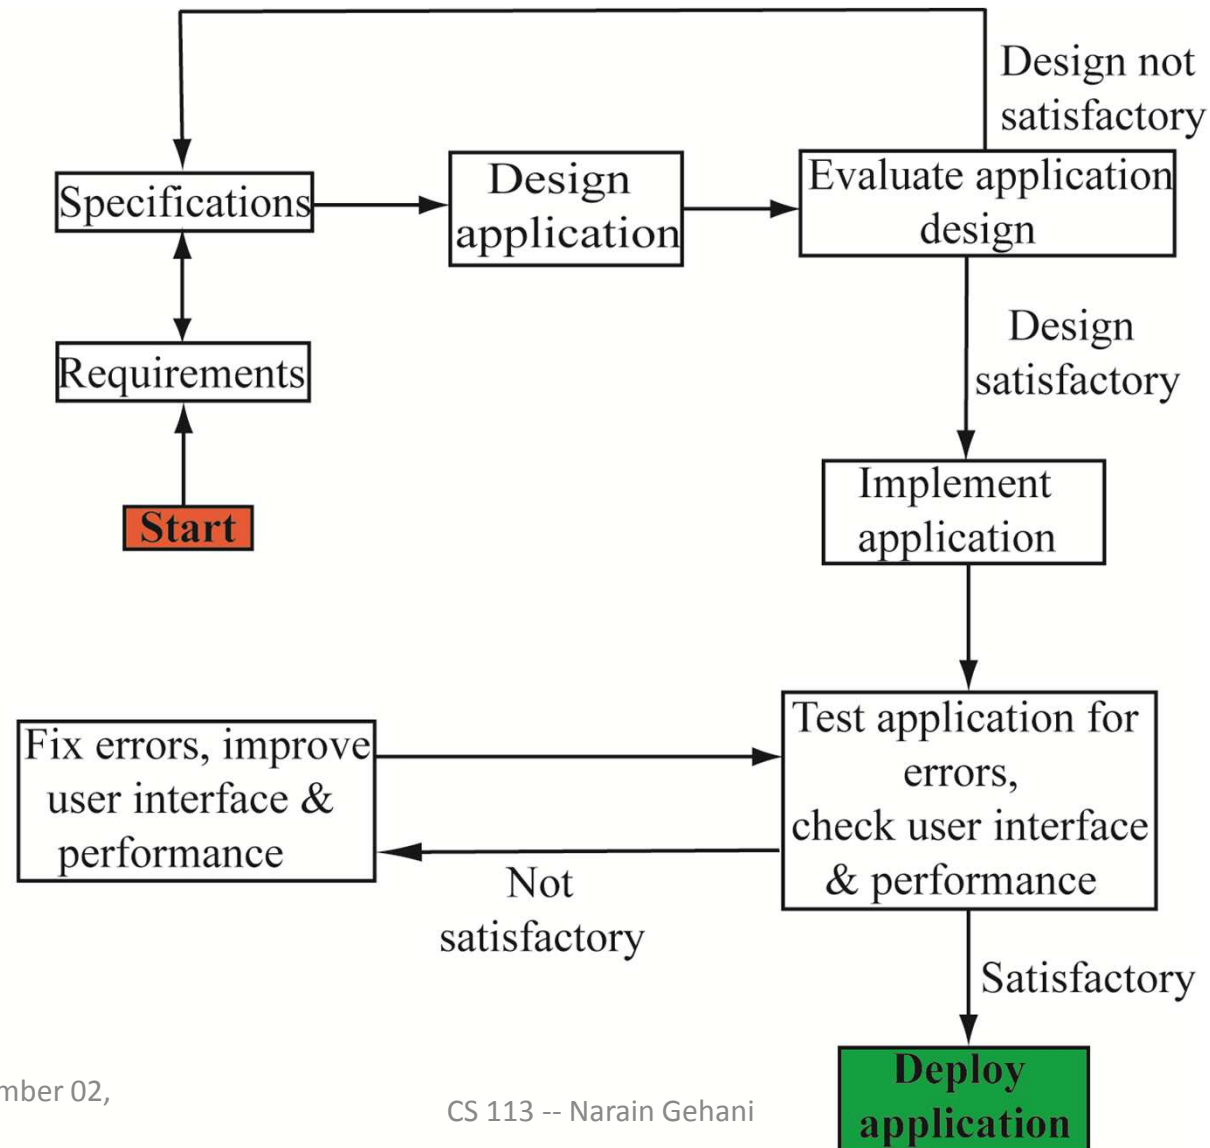 Design not
satisfactory
Specifications
Design
application
Evaluate application
design
Design
satisfactory
Requirements
Implement
application
Start
Fix errors, improve
user interface &
performance
Test application for
errors,
check user interface
& performance
Not
satisfactory
Satisfactory
Deploy
application
02,
CS 113 -- Narain Gehani